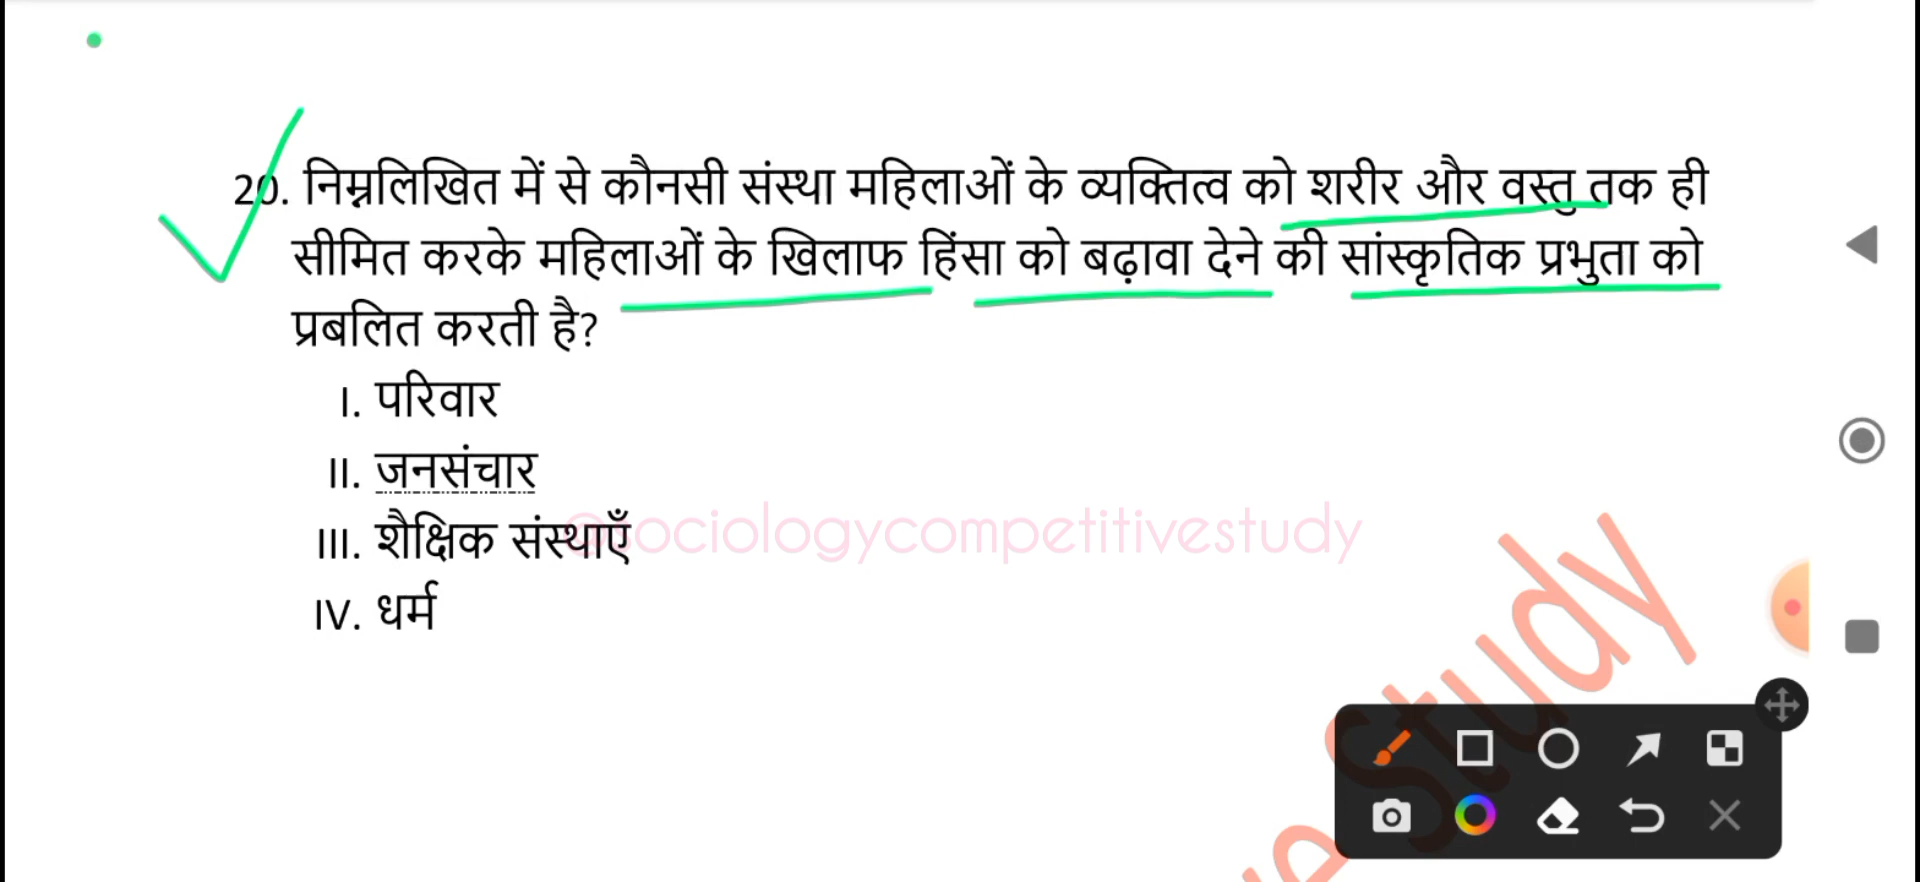 20. निम्नलिखित में से कौनसी संस्था महिलाओं के व्यक्तित्व को शरीर और वस्तु तक ही
सीमित करके महिलाओं के खिलाफ हिंसा को बढ़ावा देने की सांस्कृतिक प्रभुता को
प्रबलित करती है?
I. परिवार
II. जनसंचार
III. शैक्षिक संस्थाएँ
@sociologycompetitivestudy
IV. धर्म
Study